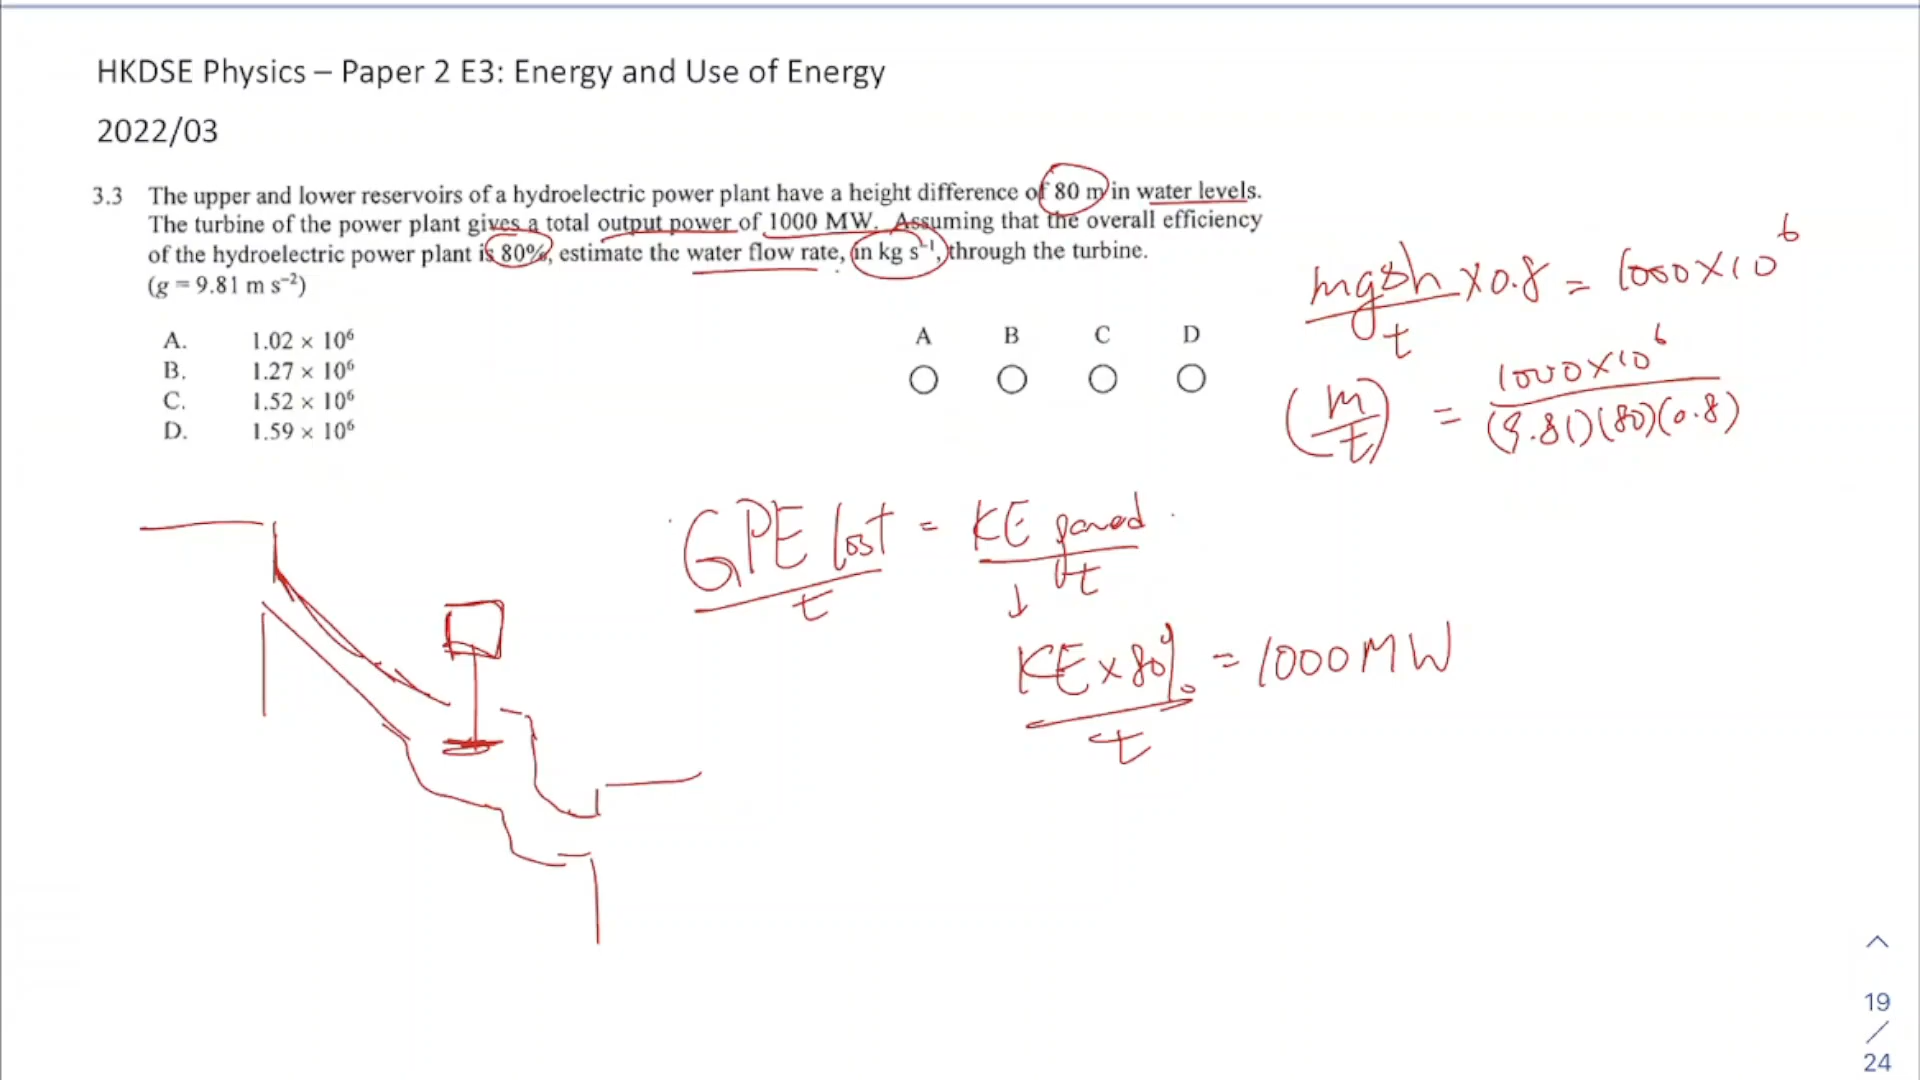 HKDSE Physics – Paper 2 E3: Energy and Use of Energy
2022/03
3.3 The upper and lower reservoirs of a hydroelectric power plant have a height difference of 80 m in water levels.
The turbine of the power plant gives a total output power of 1000 MW. Assuming that the overall efficiency
of the hydroelectric power plant is 80%, estimate the water flow rate, in kg s⁻¹, through the turbine.
(g = 9.81 m s⁻²)
A B C D
A. 1.02 × 10⁶
B. 1.27 × 10⁶
C. 1.52 × 10⁶
D. 1.59 × 10⁶
mgΔh/t × 0.8 = 1000 × 10⁶
(m/t) = 1000 × 10⁶/(9.81)(80)(0.8)
GPE lost/t = KE gained/t
↓
KE × 80%/t = 1000 MW
19
/
24